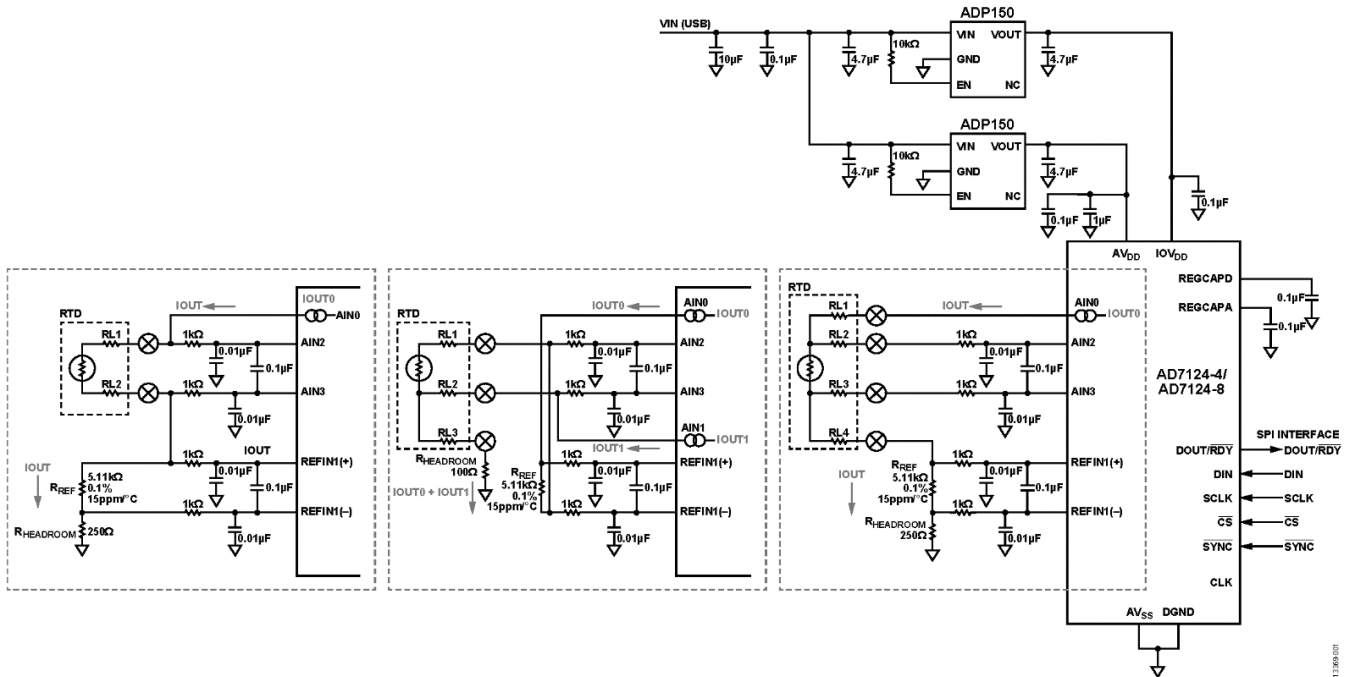 ADP150
VIN (USB)
VIN VOUT
10kΩ
10µF 0.1µF 4.7µF GND 4.7µF
EN NC
ADP150
VIN VOUT
10kΩ
4.7µF GND 4.7µF
EN NC
0.1µF 1µF
0.1µF
AVDD IOVDD
REGCAPD
0.1µF
REGCAPA
0.1µF
AD7124-4/
AD7124-8
SPI INTERFACE
DOUT/RDY DOUT/RDY
DIN DIN
SCLK SCLK
CS CS
SYNC SYNC
CLK
AVSS DGND
RTD
IOUT
IOUT0
AIN0
RL1
1kΩ
AIN2
0.01µF
0.1µF
RL2
1kΩ
AIN3
0.01µF
IOUT
IOUT
1kΩ
REFIN1(+)
RREF
5.11kΩ
0.1%
15ppm/°C
0.01µF
0.1µF
1kΩ
REFIN1(–)
RHEADROOM
250Ω
0.01µF
RTD
IOUT0
AIN0
IOUT0
RL1
1kΩ
AIN2
0.01µF
0.1µF
RL2
1kΩ
AIN3
0.01µF
AIN1
IOUT1
IOUT1
RL3
RHEADROOM
100Ω
IOUT0 + IOUT1
RREF
5.11kΩ
0.1%
15ppm/°C
1kΩ
REFIN1(+)
0.01µF
0.1µF
1kΩ
REFIN1(–)
0.01µF
RTD
IOUT
AIN0
IOUT0
RL1
RL2
1kΩ
AIN2
0.01µF
0.1µF
RL3
1kΩ
AIN3
0.01µF
RL4
IOUT
RREF
5.11kΩ
0.1%
15ppm/°C
1kΩ
REFIN1(+)
0.01µF
0.1µF
RHEADROOM
250Ω
1kΩ
REFIN1(–)
0.01µF
13369-001